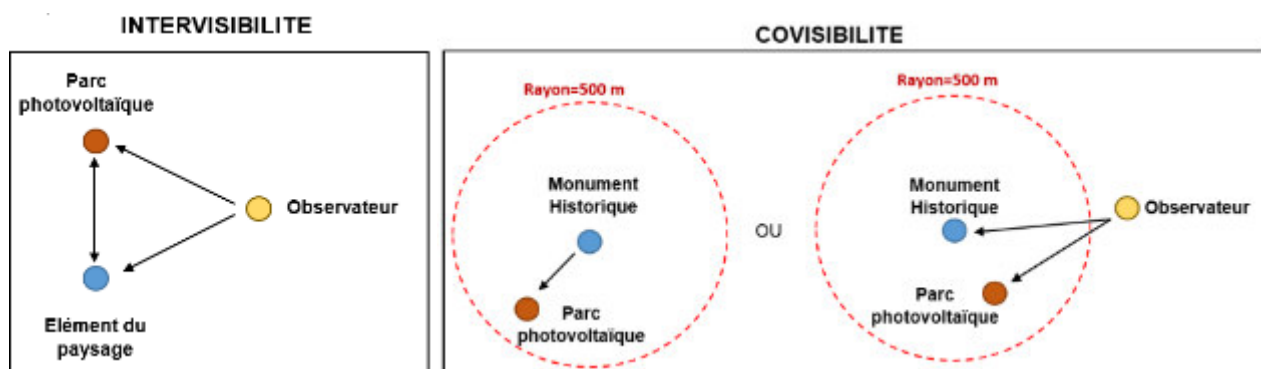 INTERVISIBILITE
Parc
photovoltaïque
Observateur
Elément du
paysage
COVISIBILITE
Rayon=500 m
Monument
Historique
Parc
photovoltaïque
OU
Rayon=500 m
Monument
Historique
Observateur
Parc
photovoltaïque